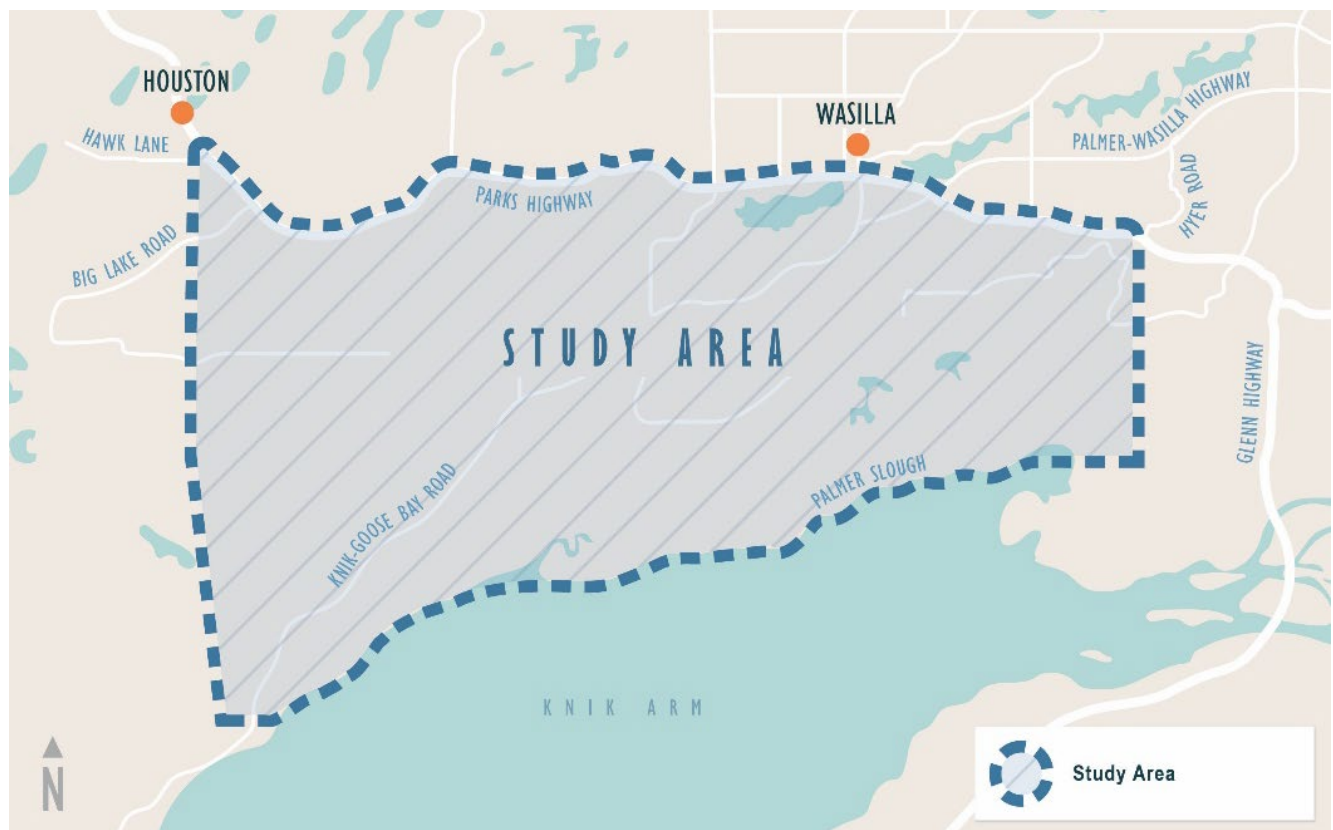 HOUSTON
HAWK LANE
WASILLA
PALMER-WASILLA HIGHWAY
HYER ROAD
PARKS HIGHWAY
BIG LAKE ROAD
STUDY AREA
GLENN HIGHWAY
KNIK-GOOSE BAY ROAD
PALMER SLOUGH
KNIK ARM
N
Study Area